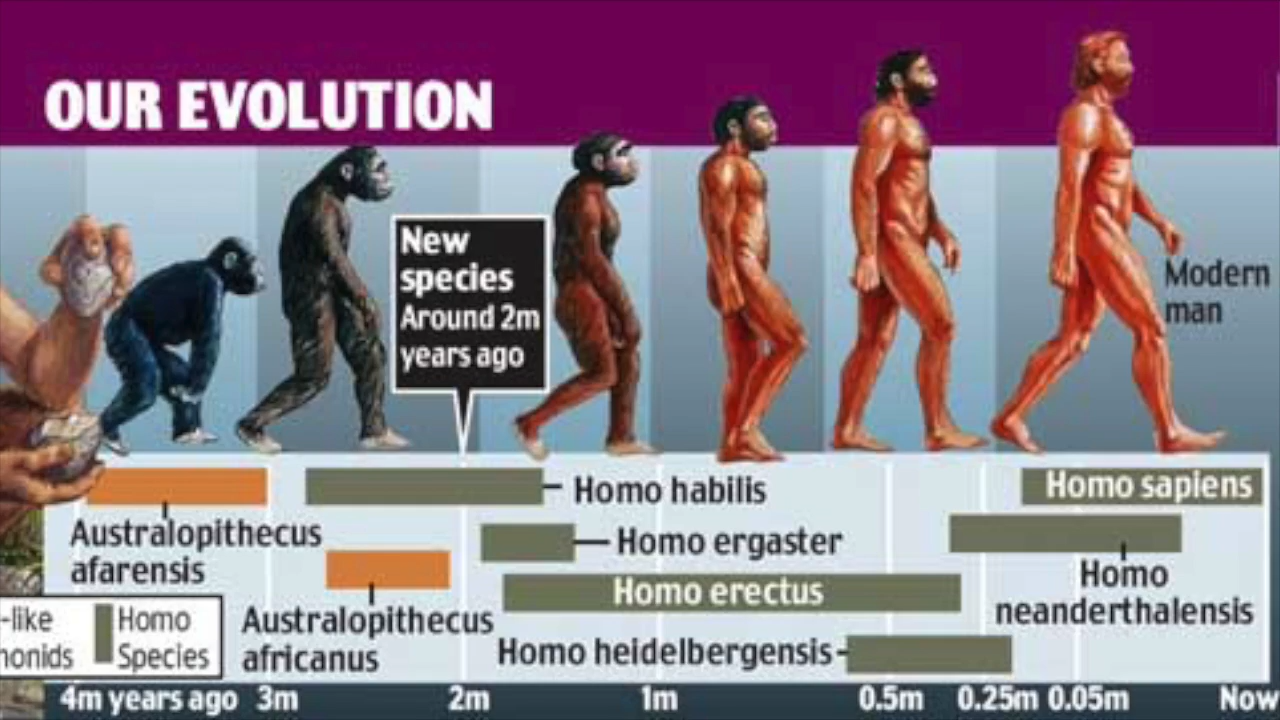 OUR EVOLUTION
New
species
Around 2m
years ago
Modern
man
Homo habilis
Homo sapiens
Australopithecus
afarensis
Homo ergaster
Homo erectus
Homo
neanderthalensis
-like
Homo
Species
Australopithecus
africanus
Homo heidelbergensis
4m years ago 3m 2m 1m 0.5m 0.25m 0.05m Now